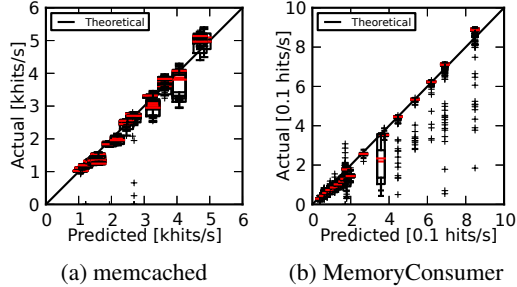 Theoretical
Actual [khits/s]
6
5
4
3
2
1
0
0 1 2 3 4 5 6
Predicted [khits/s]
(a) memcached
Theoretical
Actual [0.1 hits/s]
10
8
6
4
2
0
0 2 4 6 8 10
Predicted [0.1 hits/s]
(b) MemoryConsumer